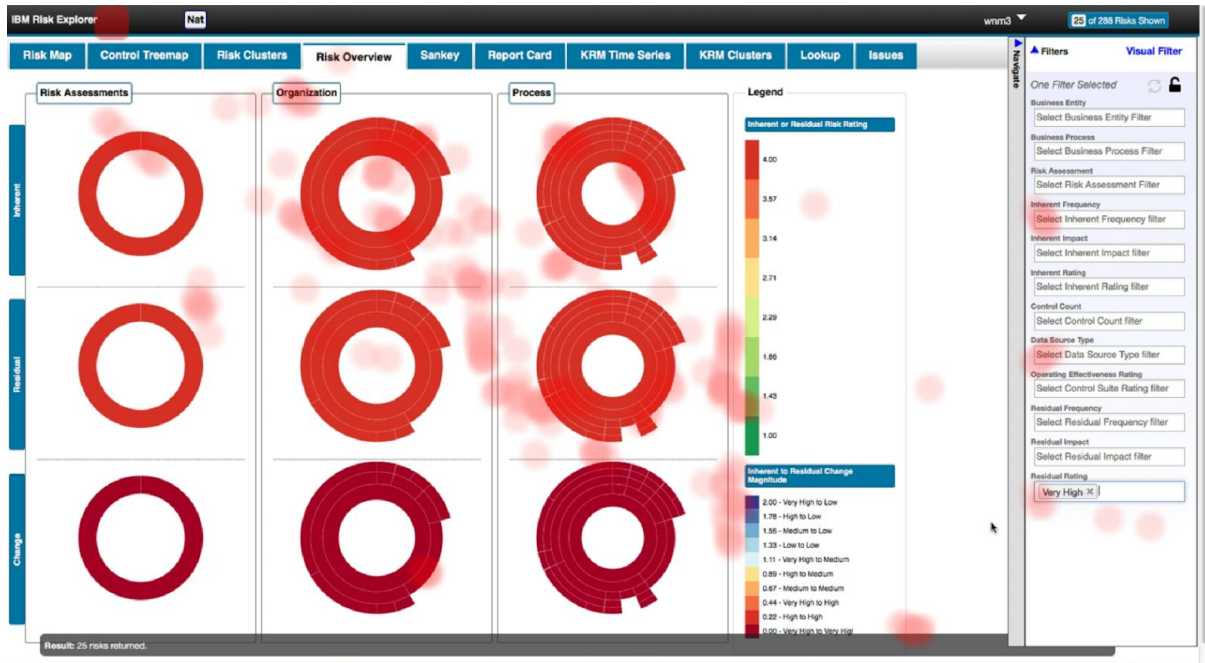 IBM Risk Explorer
Nat
wnm3
25 of 288 Risks Shown
Risk Map
Control Treemap
Risk Clusters
Risk Overview
Sankey
Report Card
KRM Time Series
KRM Clusters
Lookup
Issues
Navigate
Filters
Visual Filter
Risk Assessments
Organization
Process
Legend
Inherent
Residual
Change
Inherent or Residual Risk Rating
4.00
3.57
3.14
2.71
2.29
1.86
1.43
1.00
Inherent to Residual Change
Magnitude
2.00 - Very High to Low
1.78 - High to Low
1.56 - Medium to Low
1.33 - Low to Low
1.11 - Very High to Medium
0.89 - High to Medium
0.67 - Medium to Medium
0.44 - Very High to High
0.22 - High to High
0.00 - Very High to Very High
One Filter Selected
Business Entity
Select Business Entity Filter
Business Process
Select Business Process Filter
Risk Assessment
Select Risk Assessment Filter
Inherent Frequency
Select Inherent Frequency filter
Inherent Impact
Select Inherent Impact filter
Inherent Rating
Select Inherent Rating filter
Control Count
Select Control Count filter
Data Source Type
Select Data Source Type filter
Operating Effectiveness Rating
Select Control Suite Rating filter
Residual Frequency
Select Residual Frequency filter
Residual Impact
Select Residual Impact filter
Residual Rating
Very High
Result: 25 risks returned.